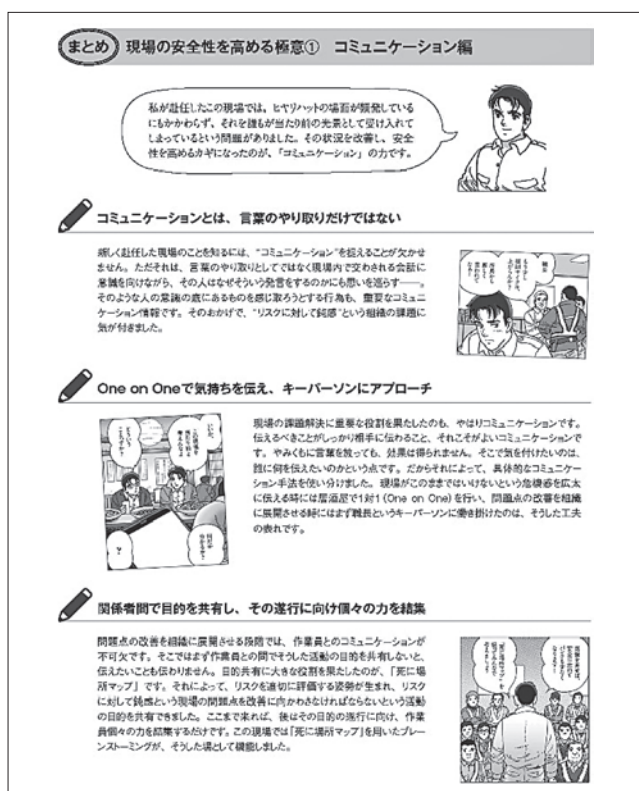 まとめ 現場の安全性を高める極意① コミュニケーション編
私が赴任したこの現場では、ヒヤリハットの場面が頻発している
にもかかわらず、それを誰もが当たり前の光景として受け入れて
しまっているという問題がありました。その状況を改善し、安全
性を高めるカギになったのが、「コミュニケーション」の力です。
コミュニケーションとは、言葉のやり取りだけではない
新しく赴任した現場のことを知るには、“コミュニケーション”を捉えることが欠かせ
ません。ただそれは、言葉のやり取りとしてではなく現場内で交わされる会話に
意識を向けながら、その人はなぜそういう発言をするのかにも思いを巡らす――。
そのような人の意識の底にあるものを感じ取ろうとする行為も、重要なコミュニ
ケーション情報です。そのおかげで、“リスクに対して鈍感”という組織の課題に
気が付きました。
One on Oneで気持ちを伝え、キーパーソンにアプローチ
現場の課題解決に重要な役割を果たしたのも、やはりコミュニケーションです。
伝えるべきことがしっかり相手に伝わること、それこそがよいコミュニケーションで
す。やみくもに言葉を放っても、効果は得られません。そこで気を付けたいのは、
誰に何を伝えたいのかという点です。だからそれによって、具体的なコミュニケー
ション手法を使い分けました。現場がこのままではいけないという危機感を広太
に伝える時には居酒屋で1対1（One on One）を行い、問題点の改善を組織
に展開させる時にはまず職長というキーパーソンに働き掛けたのは、そうした工夫
の表れです。
関係者間で目的を共有し、その遂行に向け個々の力を結集
問題点の改善を組織に展開させる段階では、作業員とのコミュニケーションが
不可欠です。そこではまず作業員との間でそうした活動の目的を共有しないと、
伝えたいことも伝わりません。目的共有に大きな役割を果たしたのが、「死に場
所マップ」です。それによって、リスクを適切に評価する姿勢が生まれ、リスク
に対して鈍感という現場の問題点を改善に向かわさなければならないという活動
の目的を共有できました。ここまで来れば、後はその目的の遂行に向け、作業
員個々の力を結集するだけです。この現場では「死に場所マップ」を用いたブレー
ンストーミングが、そうした場として機能しました。